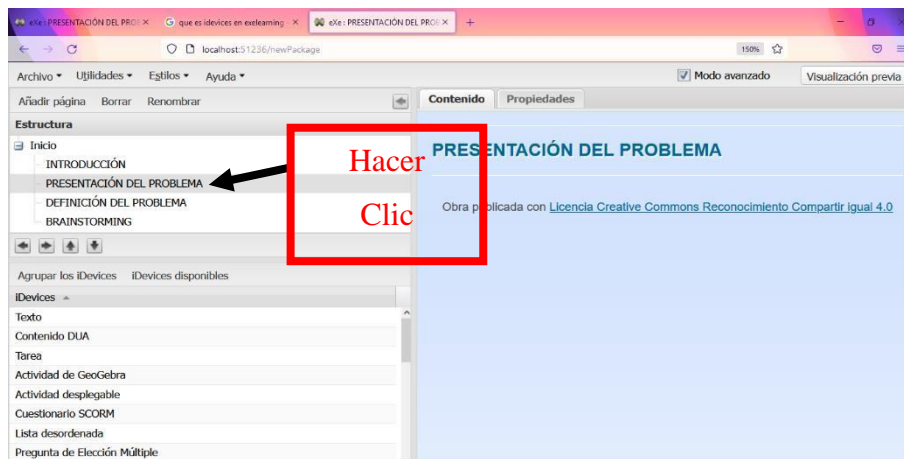 eXe : PRESENTACIÓN DEL PROB
que es idevices en exelearning -
eXe : PRESENTACIÓN DEL PROB
localhost:51236/newPackage
150%
Archivo Utilidades Estilos Ayuda
Modo avanzado
Visualización previa
Añadir página Borrar Renombrar
Contenido Propiedades
Estructura
Inicio
INTRODUCCIÓN
PRESENTACIÓN DEL PROBLEMA
DEFINICIÓN DEL PROBLEMA
BRAINSTORMING
Hacer
Clic
PRESENTACIÓN DEL PROBLEMA
Obra publicada con Licencia Creative Commons Reconocimiento Compartir igual 4.0
Agrupar los iDevices iDevices disponibles
iDevices
Texto
Contenido DUA
Tarea
Actividad de GeoGebra
Actividad desplegable
Cuestionario SCORM
Lista desordenada
Pregunta de Elección Múltiple